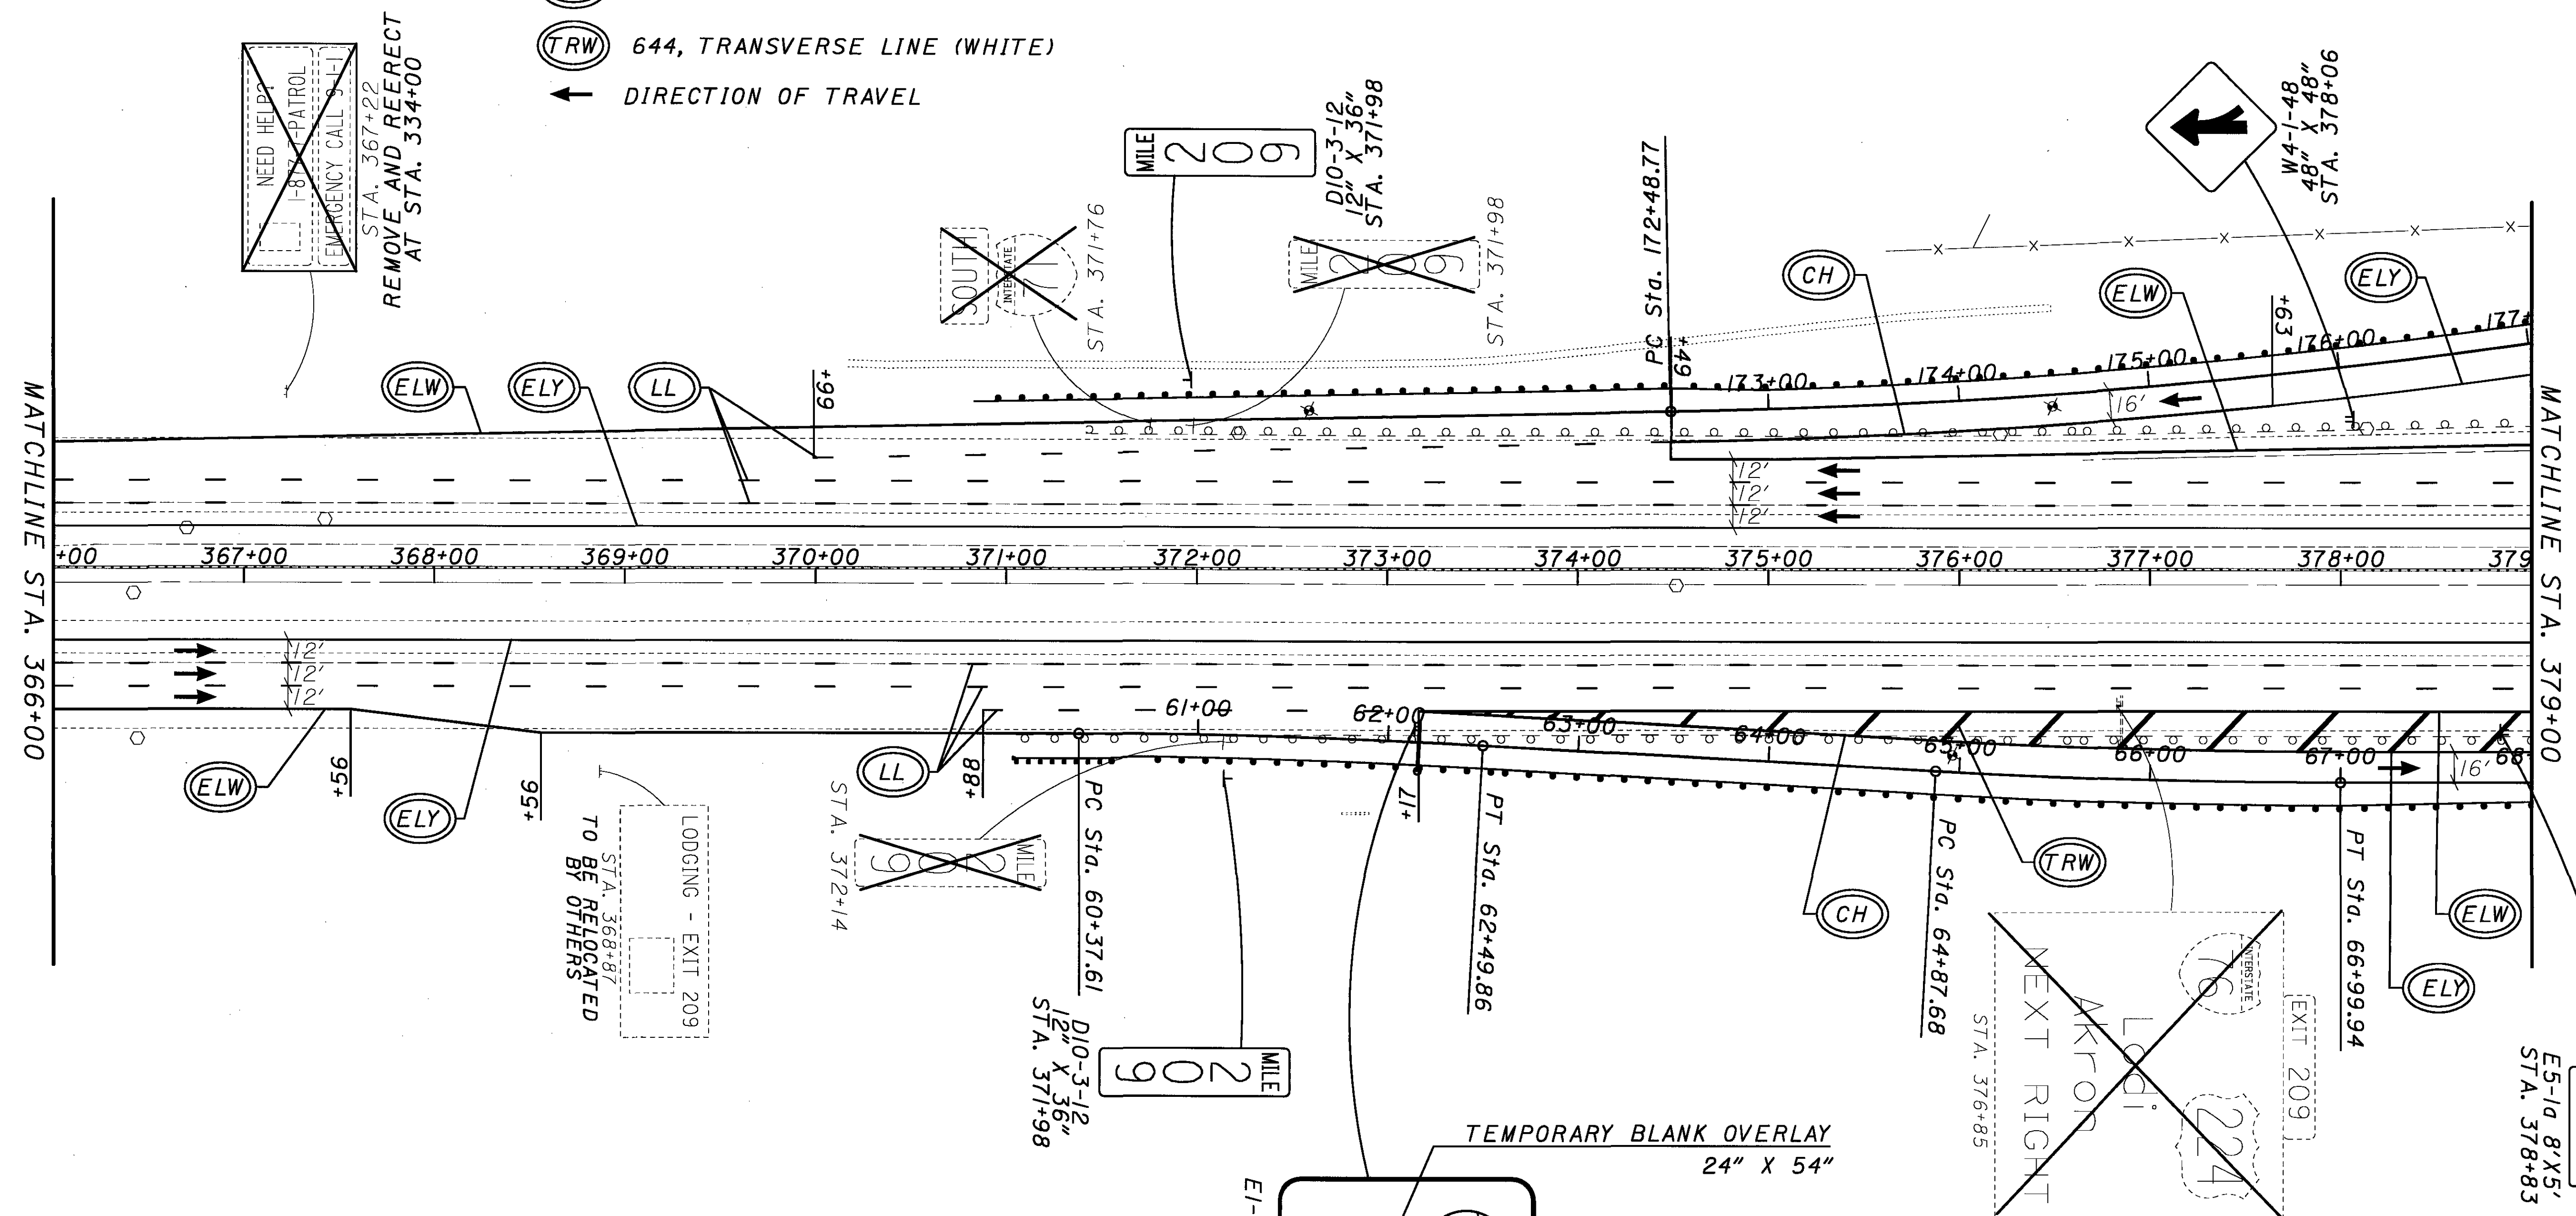 TRW 644, TRANSVERSE LINE (WHITE)
DIRECTION OF TRAVEL
NEED HELP?
-PATROL
EMERGENCY CALL 9-1-1
STA. 367+22
REMOVE AND REERECT
AT STA. 334+00
MILE 209
D10-3-12
12" X 36"
STA. 371+98
SOUTH
INTERSTATE
71
STA. 371+76
MILE 209
STA. 371+98
PC Sta. 172+48.77
+49
W4-1-48
48" X 48"
STA. 378+06
CH
ELW
ELY
+63
ELW
ELY
LL
+69
173+00
174+00
175+00
176+00
177+
16'
12'
12'
12'
MATCHLINE STA. 366+00
MATCHLINE STA. 379+00
+00
367+00
368+00
369+00
370+00
371+00
372+00
373+00
374+00
375+00
376+00
377+00
378+00
379
12'
12'
12'
61+00
62+00
63+00
64+00
65+00
66+00
67+00
68
16'
ELW
+56
ELY
+56
LL
+88
+17
PC Sta. 60+37.61
PT Sta. 62+49.86
PC Sta. 64+87.68
PT Sta. 66+99.94
TRW
CH
ELW
ELY
LODGING - EXIT 209
STA. 368+87
TO BE RELOCATED
BY OTHERS
MILE 209
STA. 372+14
MILE 209
D10-3-12
12" X 36"
STA. 371+98
EXIT 209
INTERSTATE
76
224
Lodi
Akron
NEXT RIGHT
STA. 376+85
E5-1a 8'X5'
STA. 378+83
TEMPORARY BLANK OVERLAY
24" X 54"
E1-